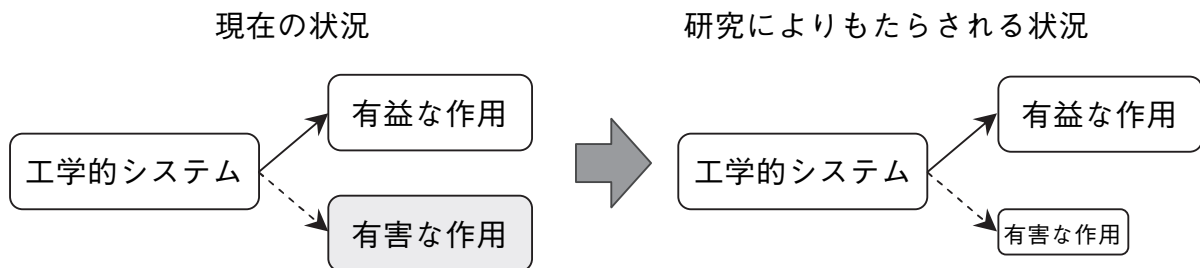 現在の状況
工学的システム
有益な作用
有害な作用
研究によりもたらされる状況
工学的システム
有益な作用
有害な作用